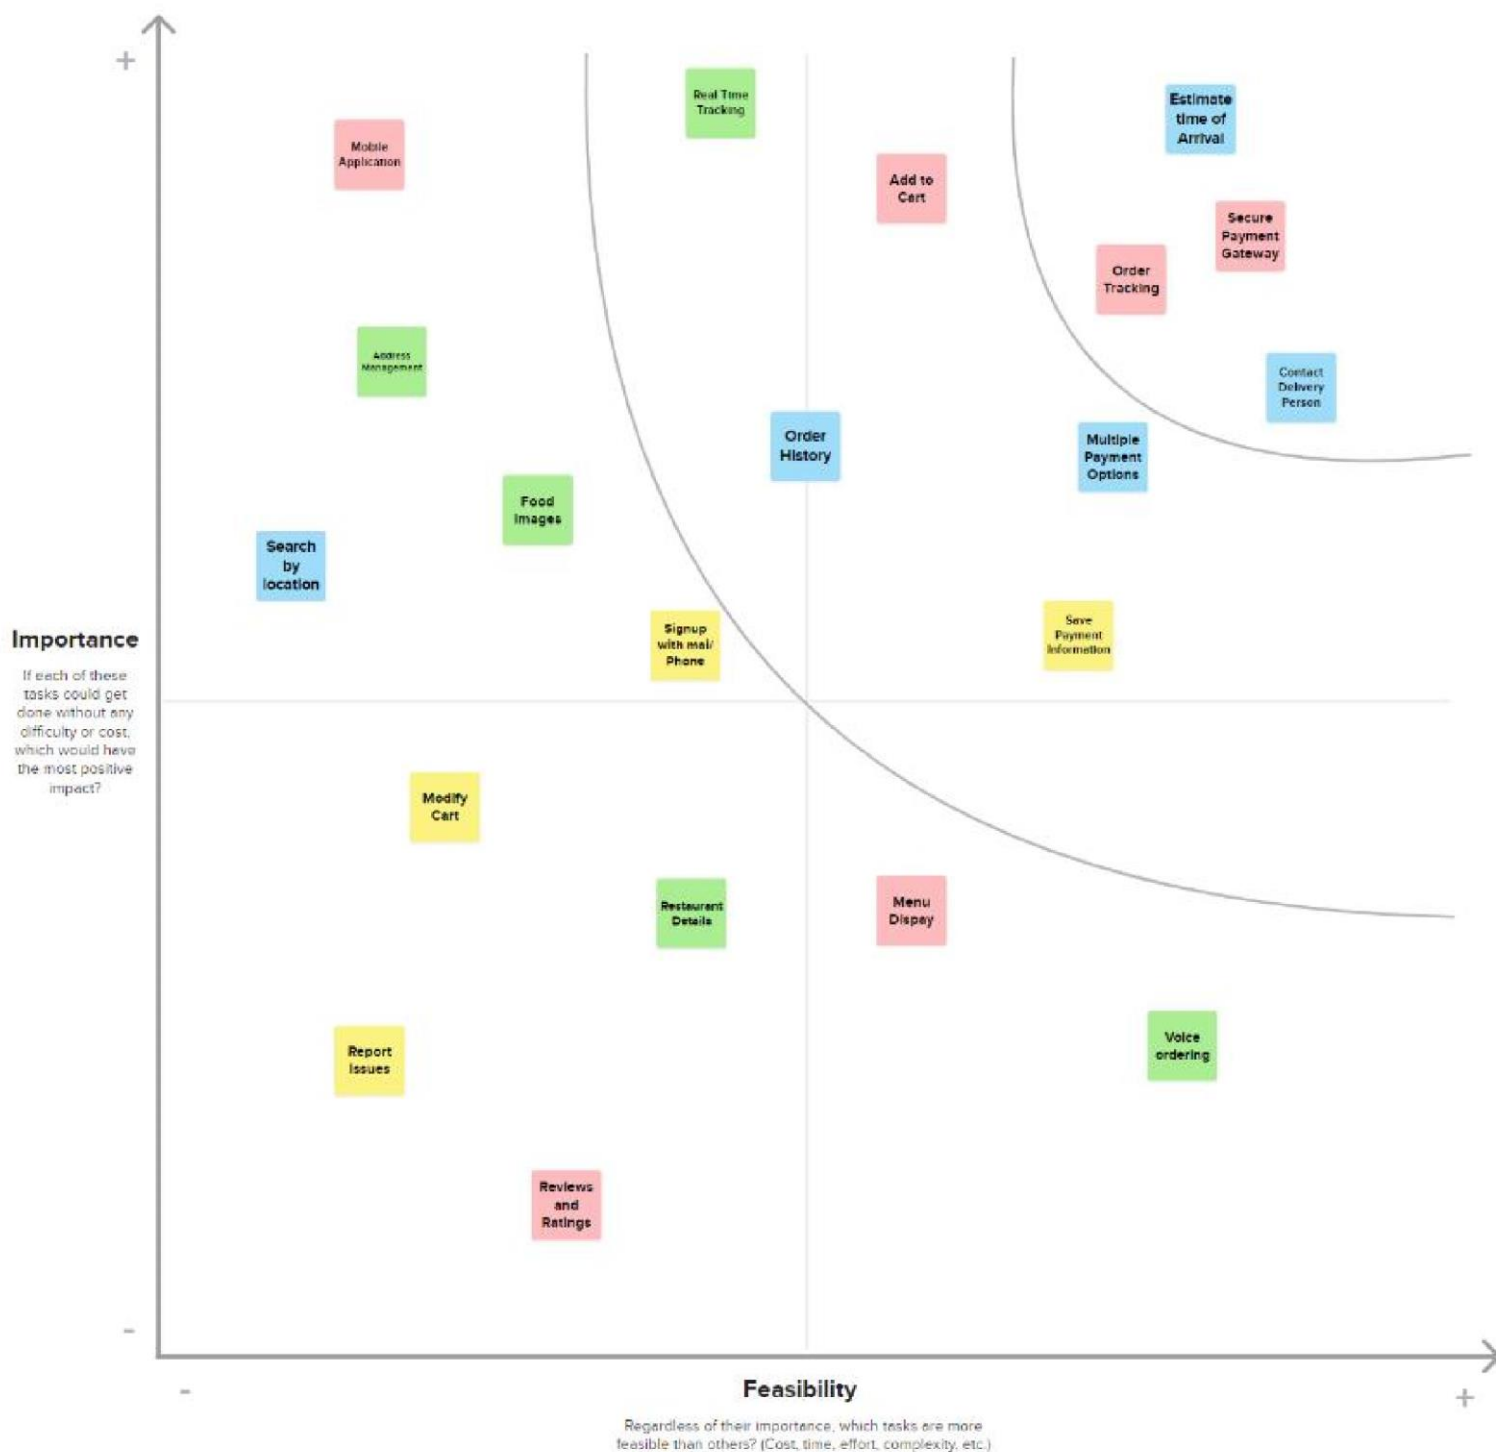 +
Real Time
Tracking
Estimate
time of
Arrival
Mobile
Application
Add to
Cart
Secure
Payment
Gateway
Order
Tracking
Address
Management
Contact
Delivery
Person
Order
History
Multiple
Payment
Options
Food
Images
Search
by
location
Signup
with mai/
Phone
Save
Payment
Information
Importance
If each of these
tasks could get
done without any
difficulty or cost,
which would have
the most positive
impact?
Modify
Cart
Restaurant
Details
Menu
Dispay
Report
issues
Voice
ordering
Reviews
and
Ratings
-
-
Feasibility
+
Regardless of their importance, which tasks are more
feasible than others? (Cost, time, effort, complexity, etc.)